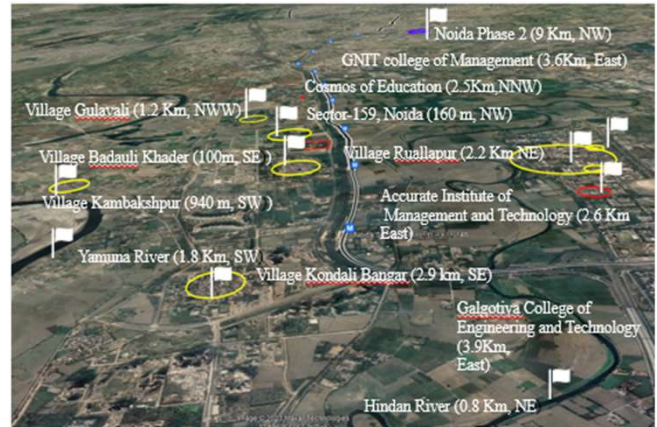 Noida Phase 2 (9 Km, NW)
GNIT college of Management (3.6Km, East)
Cosmos of Education (2.5Km,NNW)
Village Gulavali (1.2 Km, NWW)
Sector-159, Noida (160 m, NW)
Village Badauli Khader (100m, SE )
Village Ruallapur (2.2 Km NE)
Village Kambakshpur (940 m, SW )
Accurate Institute of
Management and Technology (2.6 Km
East)
Yamuna River (1.8 Km, SW
Village Kondali Bangar (2.9 km, SE)
Galgotiya College of
Engineering and Technology
(3.9Km,
East)
Hindan River (0.8 Km, NE